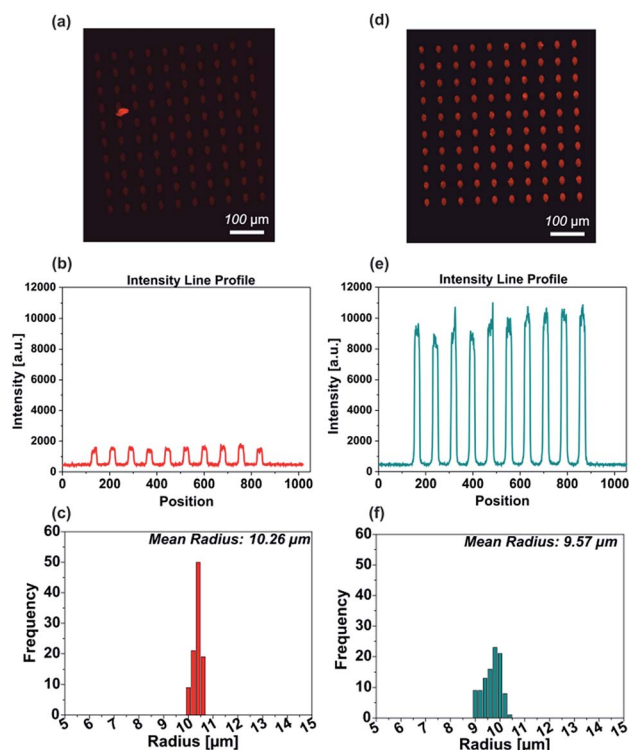 (a)
100 µm
(b)
Intensity Line Profile
12000
10000
8000
6000
4000
2000
0
Intensity [a.u.]
0 200 400 600 800 1000
Position
(c)
Mean Radius: 10.26 µm
60
50
40
30
20
10
0
Frequency
5 6 7 8 9 10 11 12 13 14 15
Radius [µm]
(d)
100 µm
(e)
Intensity Line Profile
12000
10000
8000
6000
4000
2000
0
Intensity [a.u.]
0 200 400 600 800 1000
Position
(f)
Mean Radius: 9.57 µm
60
50
40
30
20
10
0
Frequency
5 6 7 8 9 10 11 12 13 14 15
Radius [µm]